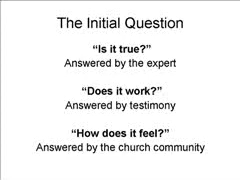 The Initial Question
“Is it true?”
Answered by the expert
“Does it work?”
Answered by testimony
“How does it feel?”
Answered by the church community